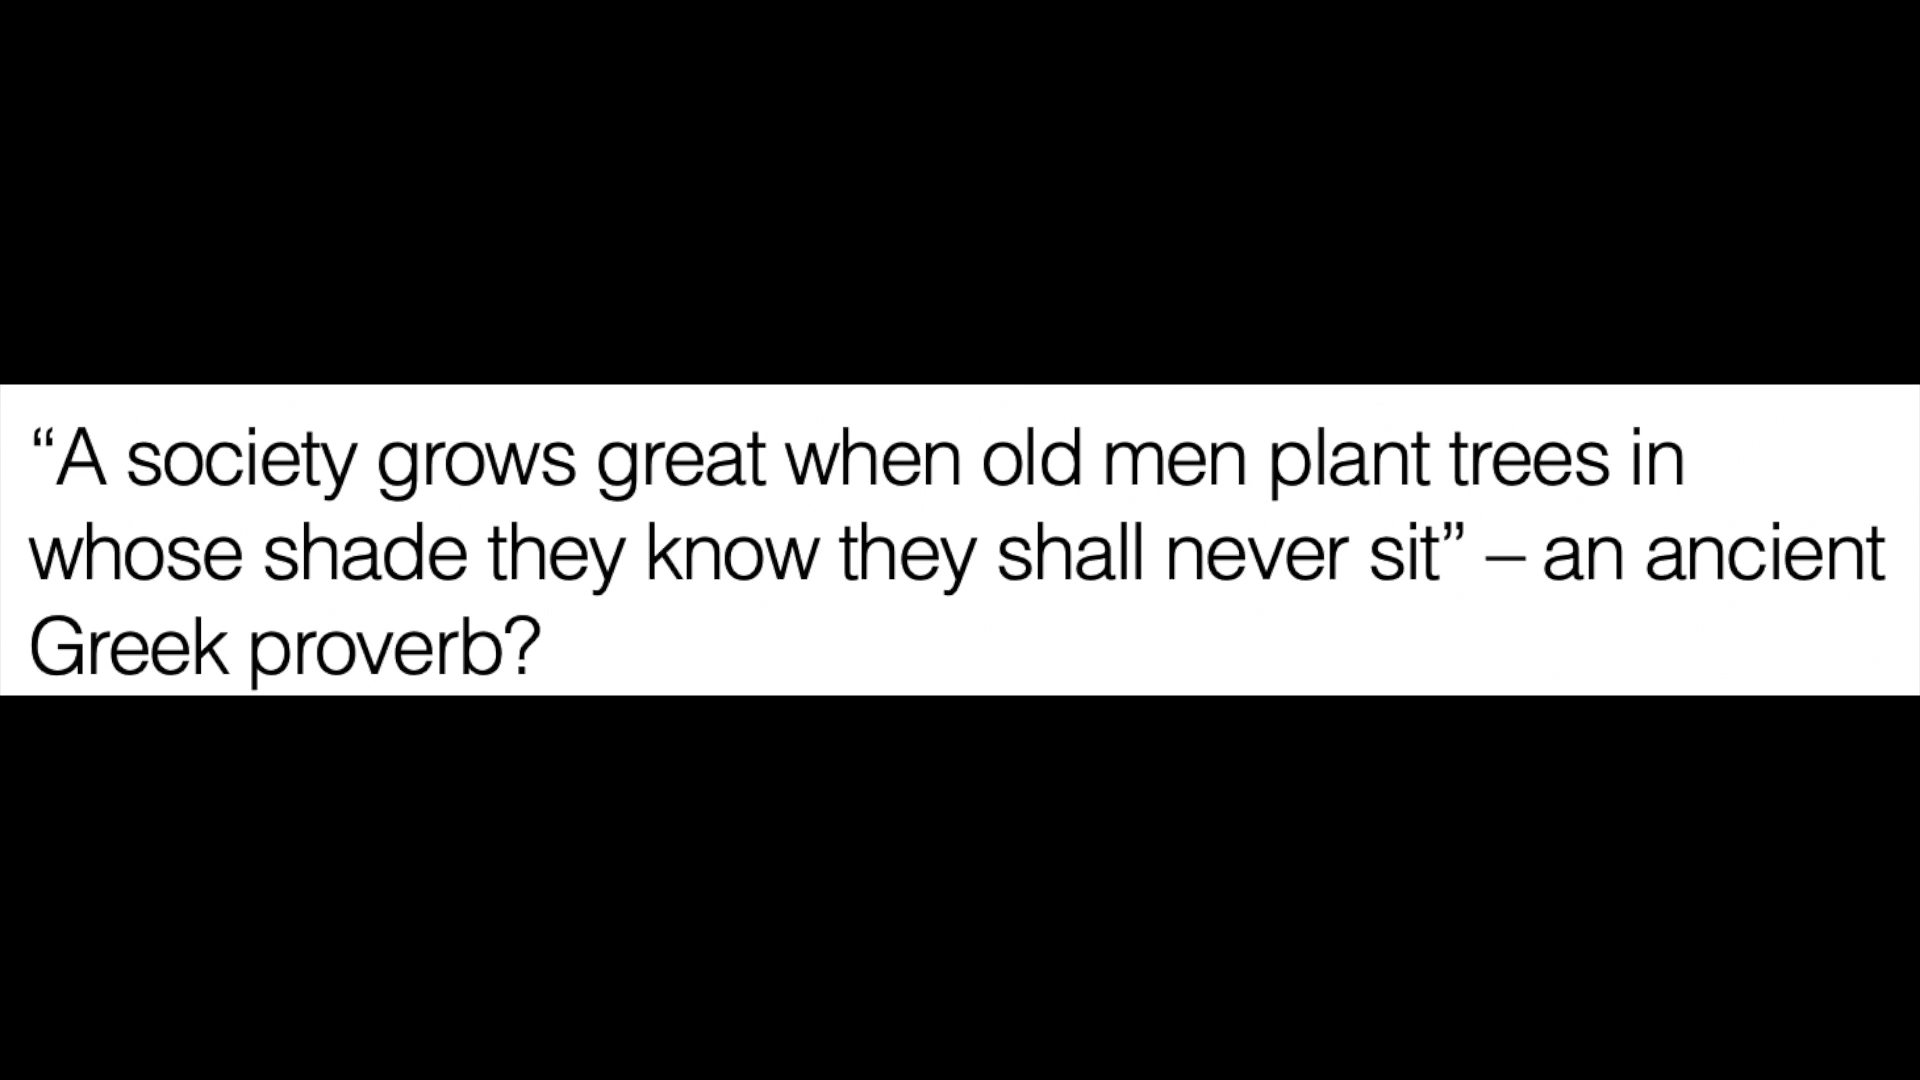 “A society grows great when old men plant trees in
whose shade they know they shall never sit” – an ancient
Greek proverb?